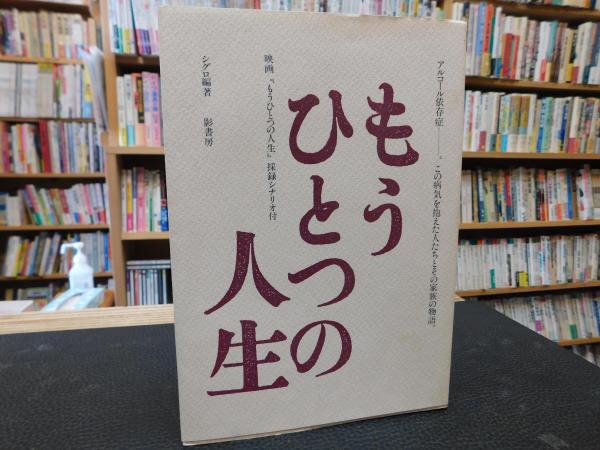 アルコール依存症――。この病気を抱えた人たちとその家族の物語。
もう
ひとつの
人生
映画『もうひとつの人生』採録シナリオ付
シグロ編著 影書房